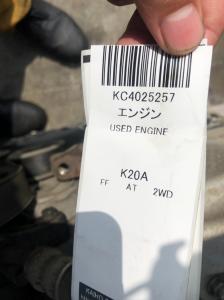 KC4025257
エンジン
USED ENGINE
K20A
FF AT 2WD